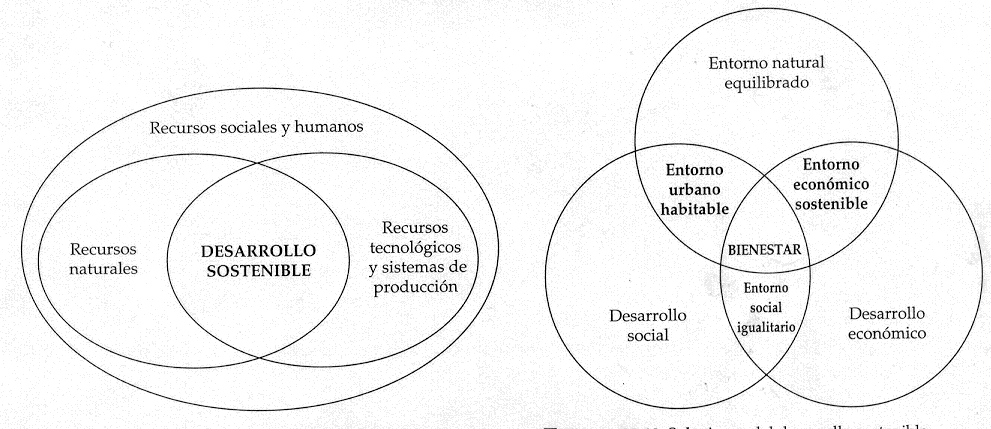 Recursos sociales y humanos
Recursos
naturales
DESARROLLO
SOSTENIBLE
Recursos
tecnológicos
y sistemas de
producción
Entorno natural
equilibrado
Entorno
urbano
habitable
Entorno
económico
sostenible
BIENESTAR
Entorno
social
igualitario
Desarrollo
social
Desarrollo
económico